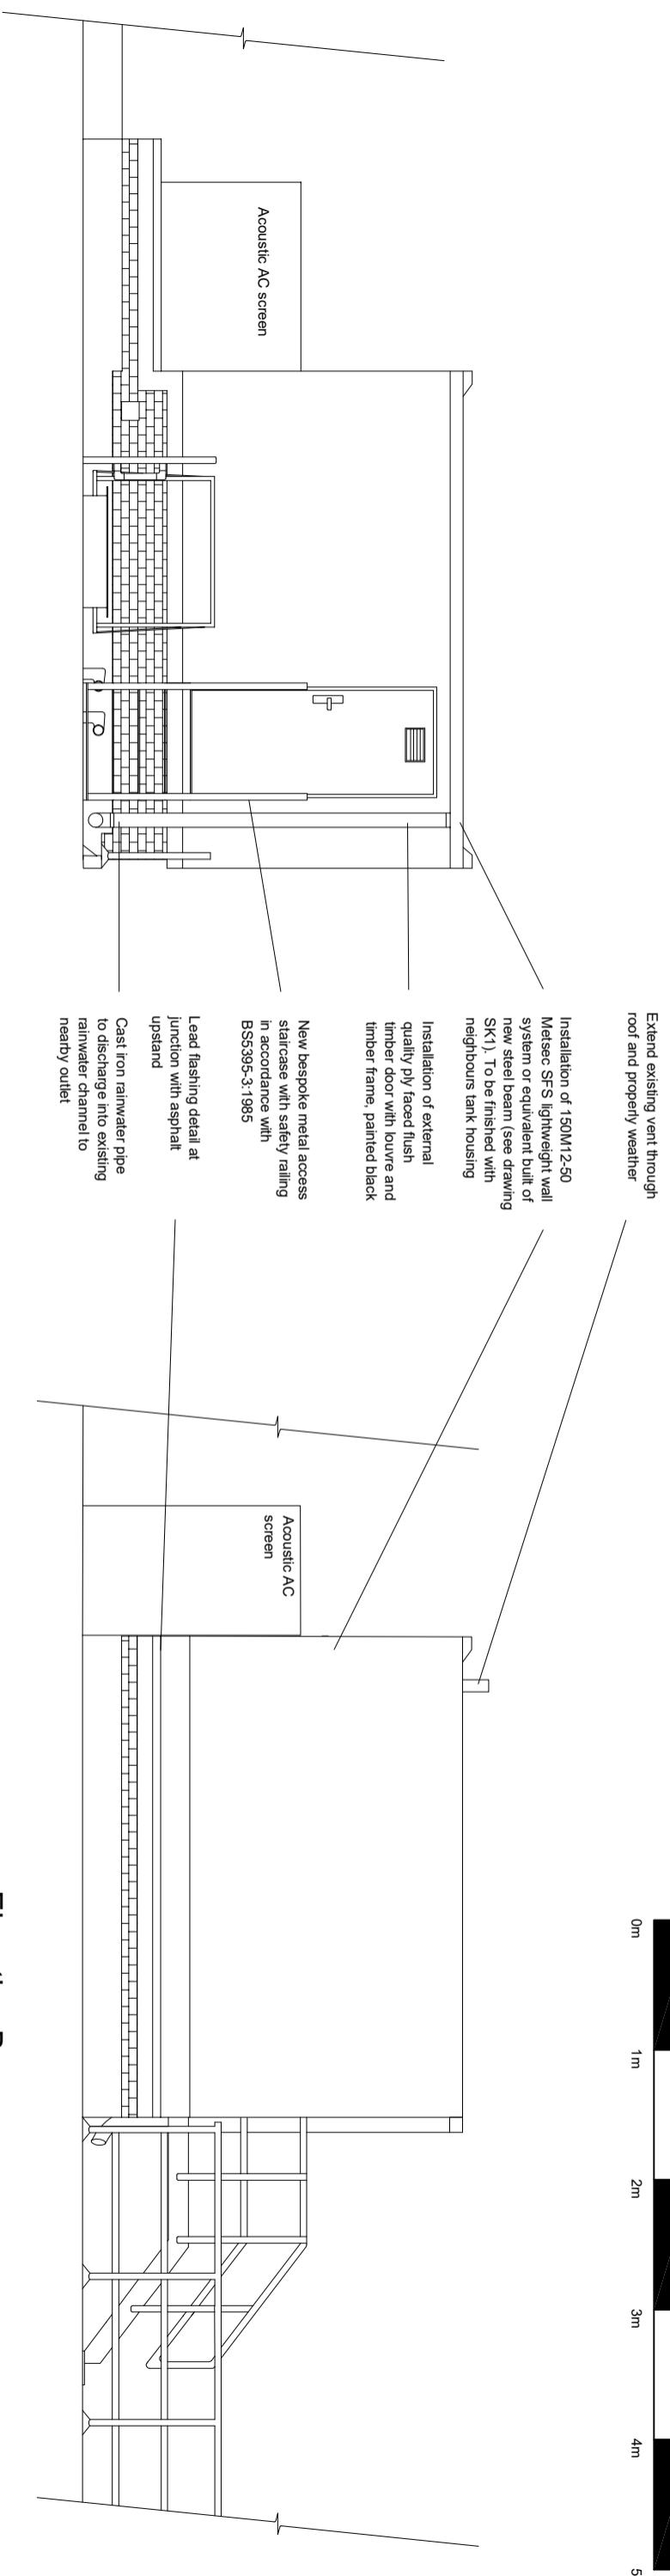 Acoustic AC screen
Extend existing vent through
roof and properly weather
Installation of 150M12-50
Metsec SFS lightweight wall
system or equivalent built of
new steel beam (see drawing
SK1). To be finished with
neighbours tank housing
Installation of external
quality ply faced flush
timber door with louvre and
timber frame, painted black
New bespoke metal access
staircase with safety railing
in accordance with
BS5395-3:1985
Lead flashing detail at
junction with asphalt
upstand
Cast iron rainwater pipe
to discharge into existing
rainwater channel to
nearby outlet
Acoustic AC
screen
0m
1m
2m
3m
4m
5